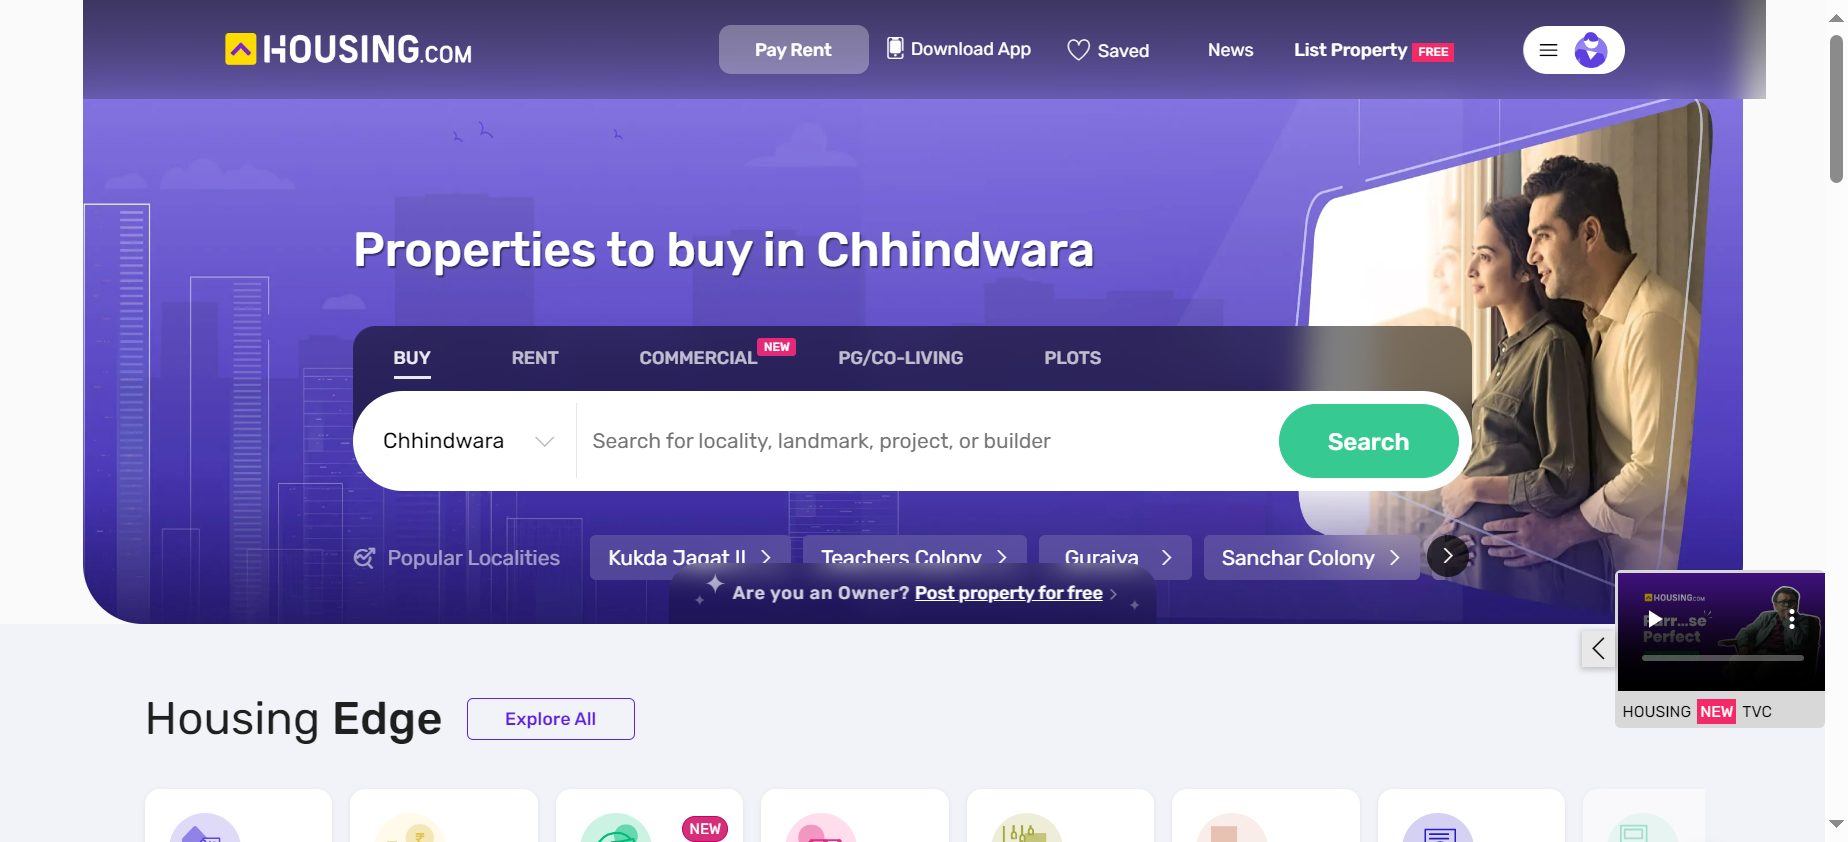 HOUSING.COM
Pay Rent
Download App
Saved
News
List Property FREE
Properties to buy in Chhindwara
BUY
RENT
COMMERCIAL NEW
PG/CO-LIVING
PLOTS
Chhindwara
Search for locality, landmark, project, or builder
Search
Popular Localities
Kukda Jagat II
Teachers Colony
Guraiya
Sanchar Colony
Are you an Owner? Post property for free
HOUSING.COM
Parr...se
Perfect
HOUSING NEW TVC
Housing Edge
Explore All
NEW